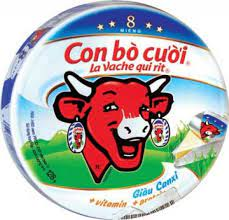 8
MIẾNG
Con bò cười
La vache qui rit®
Giàu Canxi
+ vitamin +